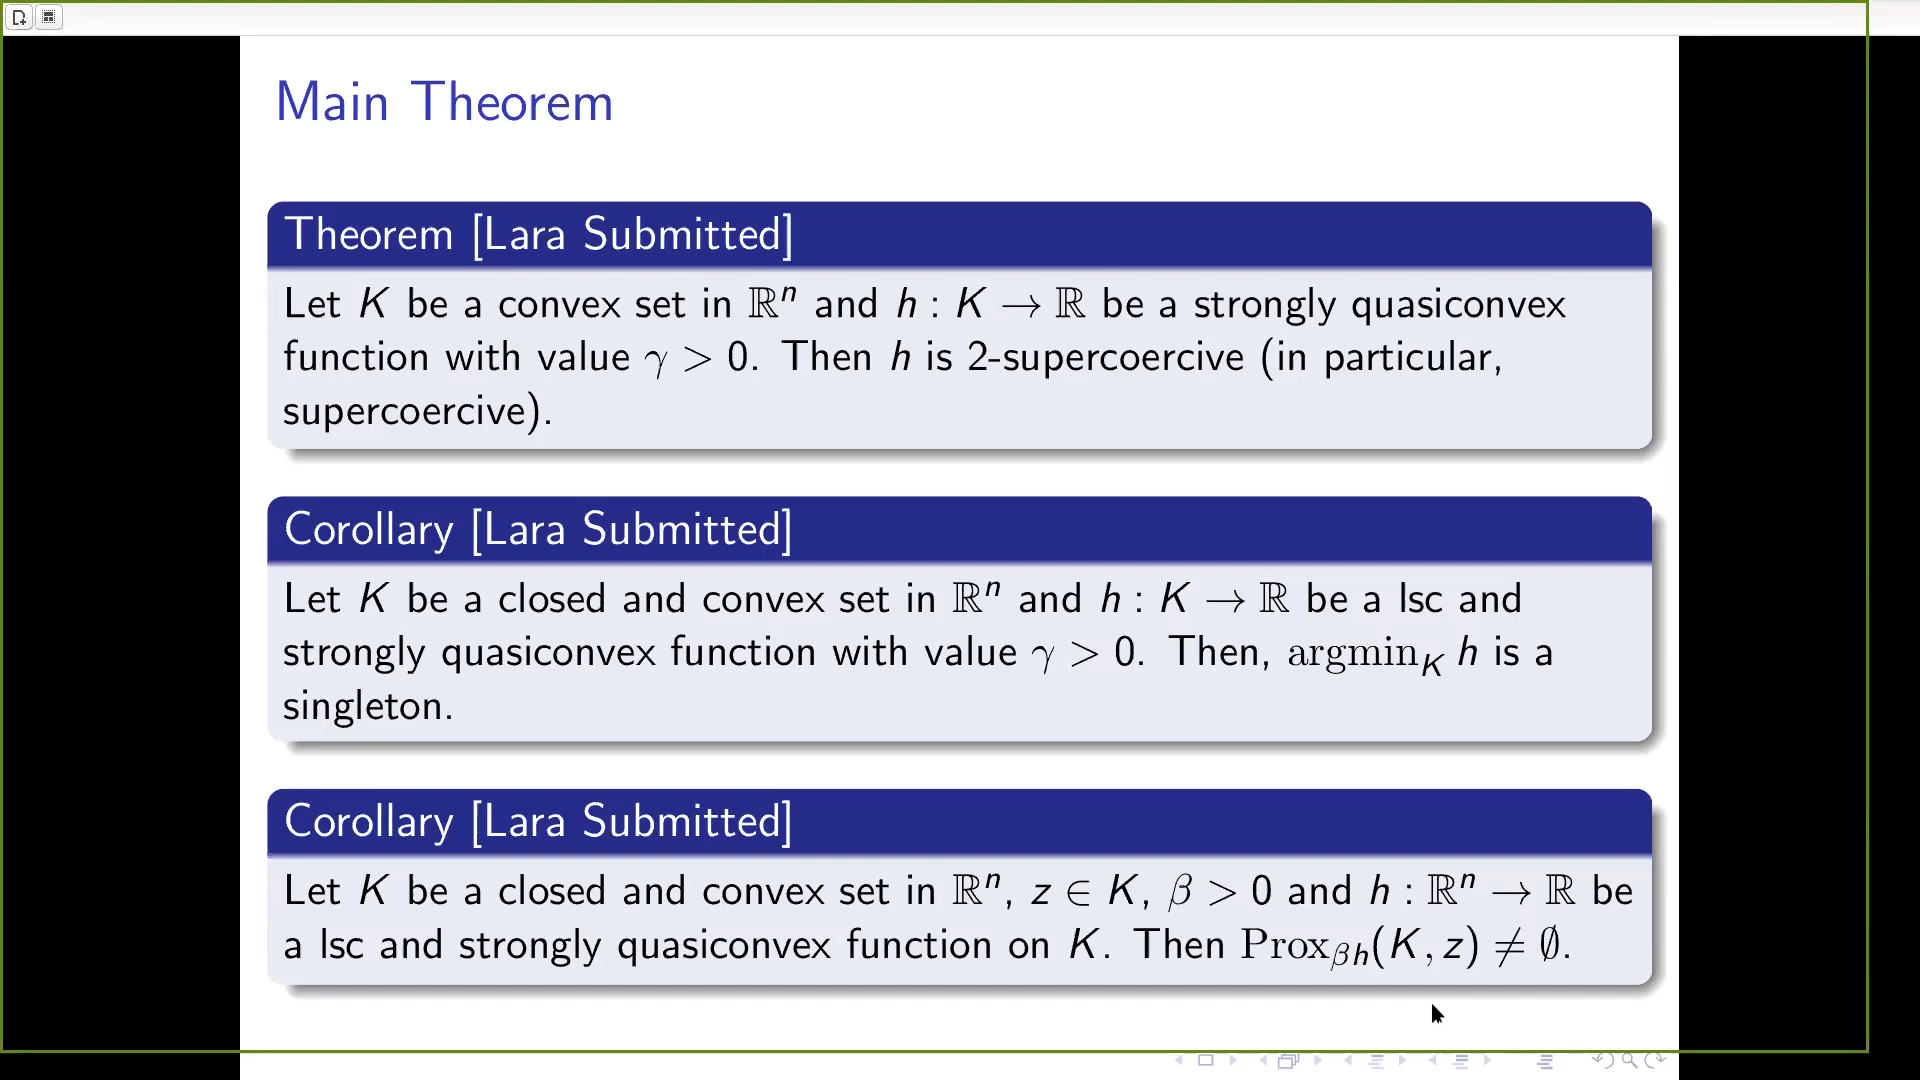 Main Theorem
Theorem [Lara Submitted]
Let K be a convex set in ℝⁿ and h : K → ℝ be a strongly quasiconvex
function with value γ > 0. Then h is 2-supercoercive (in particular,
supercoercive).
Corollary [Lara Submitted]
Let K be a closed and convex set in ℝⁿ and h : K → ℝ be a lsc and
strongly quasiconvex function with value γ > 0. Then, argmin_K h is a
singleton.
Corollary [Lara Submitted]
Let K be a closed and convex set in ℝⁿ, z ∈ K, β > 0 and h : ℝⁿ → ℝ be
a lsc and strongly quasiconvex function on K. Then Prox_βh(K, z) ≠ ∅.